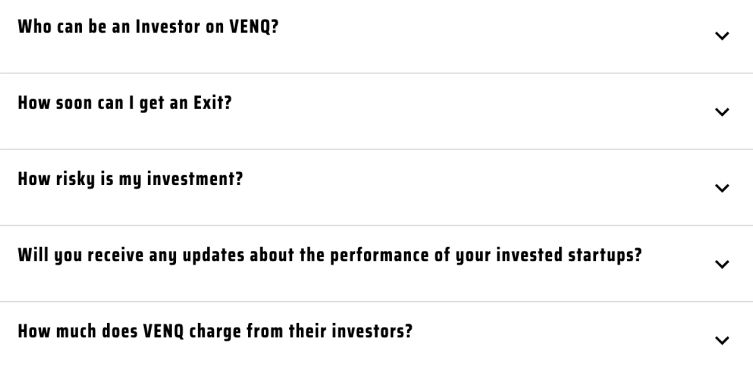 Who can be an Investor on VENQ?
How soon can I get an Exit?
How risky is my investment?
Will you receive any updates about the performance of your invested startups?
How much does VENQ charge from their investors?